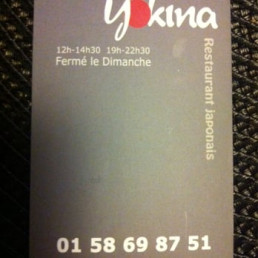 yokina
12h-14h30 19h-22h30
Fermé le Dimanche
Restaurant japonais
01 58 69 87 51